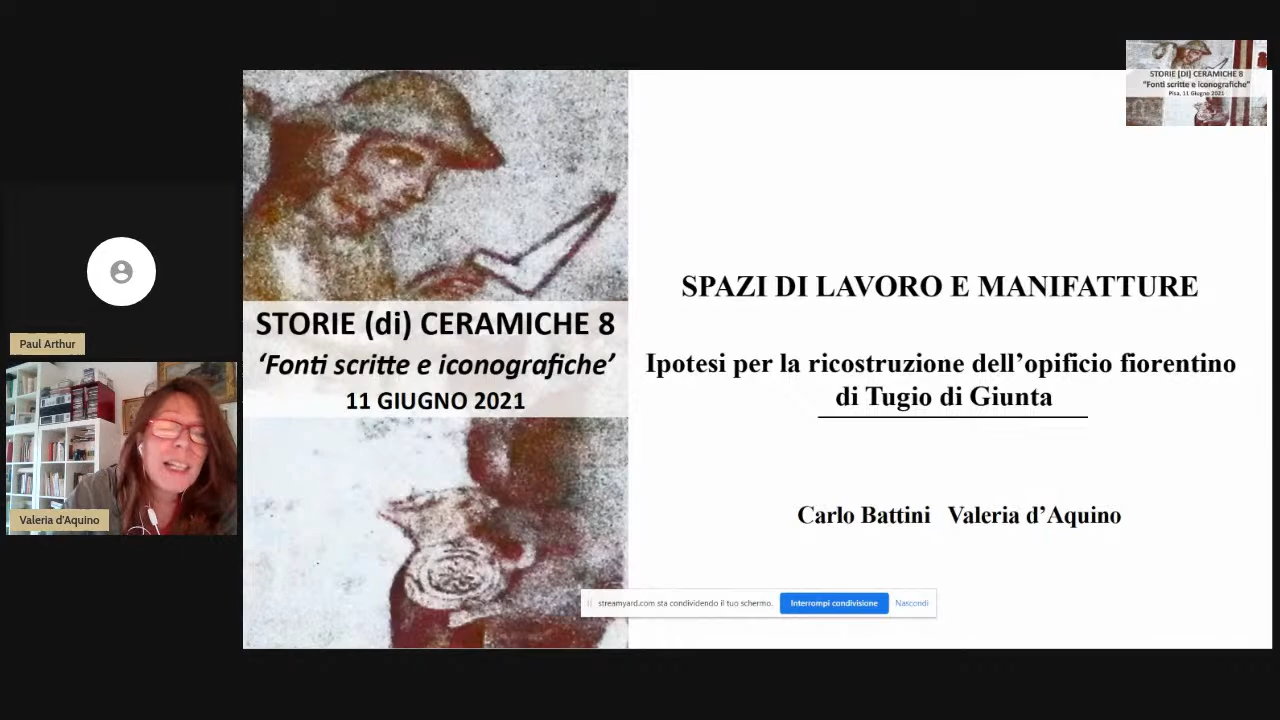 STORIE [DI] CERAMICHE 8
"Fonti scritte e iconografiche"
Pisa, 11 Giugno 2021
SPAZI DI LAVORO E MANIFATTURE
STORIE (di) CERAMICHE 8
‘Fonti scritte e iconografiche’
11 GIUGNO 2021
Ipotesi per la ricostruzione dell’opificio fiorentino
di Tugio di Giunta
Paul Arthur
Valeria d'Aquino
Carlo Battini Valeria d’Aquino
streamyard.com sta condividendo il tuo schermo.
Interrompi condivisione
Nascondi